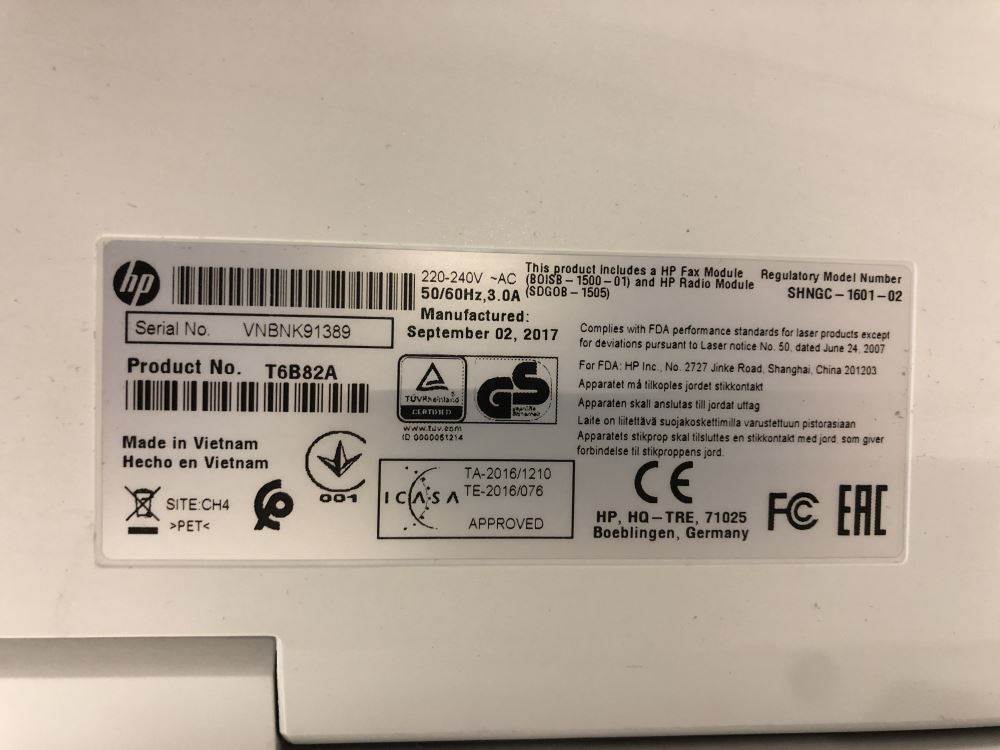 hp
220-240V ~AC
50/60Hz,3.0A
This product includes a HP Fax Module
(BOISB-1500-01) and HP Radio Module
(SDGOB-1505)
Regulatory Model Number
SHNGC-1601-02
Serial No. VNBNK91389
Manufactured:
September 02, 2017
Product No. T6B82A
Complies with FDA performance standards for laser products except
for deviations pursuant to Laser notice No. 50, dated June 24, 2007
For FDA: HP Inc., No. 2727 Jinke Road, Shanghai, China 201203
Apparatet må tilkoples jordet stikkontakt
Apparaten skall anslutas till jordat uttag
Laite on liitettävä suojakoskettimilla varustettuun pistorasiaan
Apparatets stikprop skal tilsluttes en stikkontakt med jord, som giver
forbindelse til stikproppens jord.
TÜVRheinland
CERTIFIED
GS
geprüfte
Sicherheit
www.tuv.com
ID 0000051214
Made in Vietnam
Hecho en Vietnam
001
SITE:CH4
>PET<
ICASA
TA-2016/1210
TE-2016/076
APPROVED
CE
HP, HQ-TRE, 71025
Boeblingen, Germany
FC
EAC